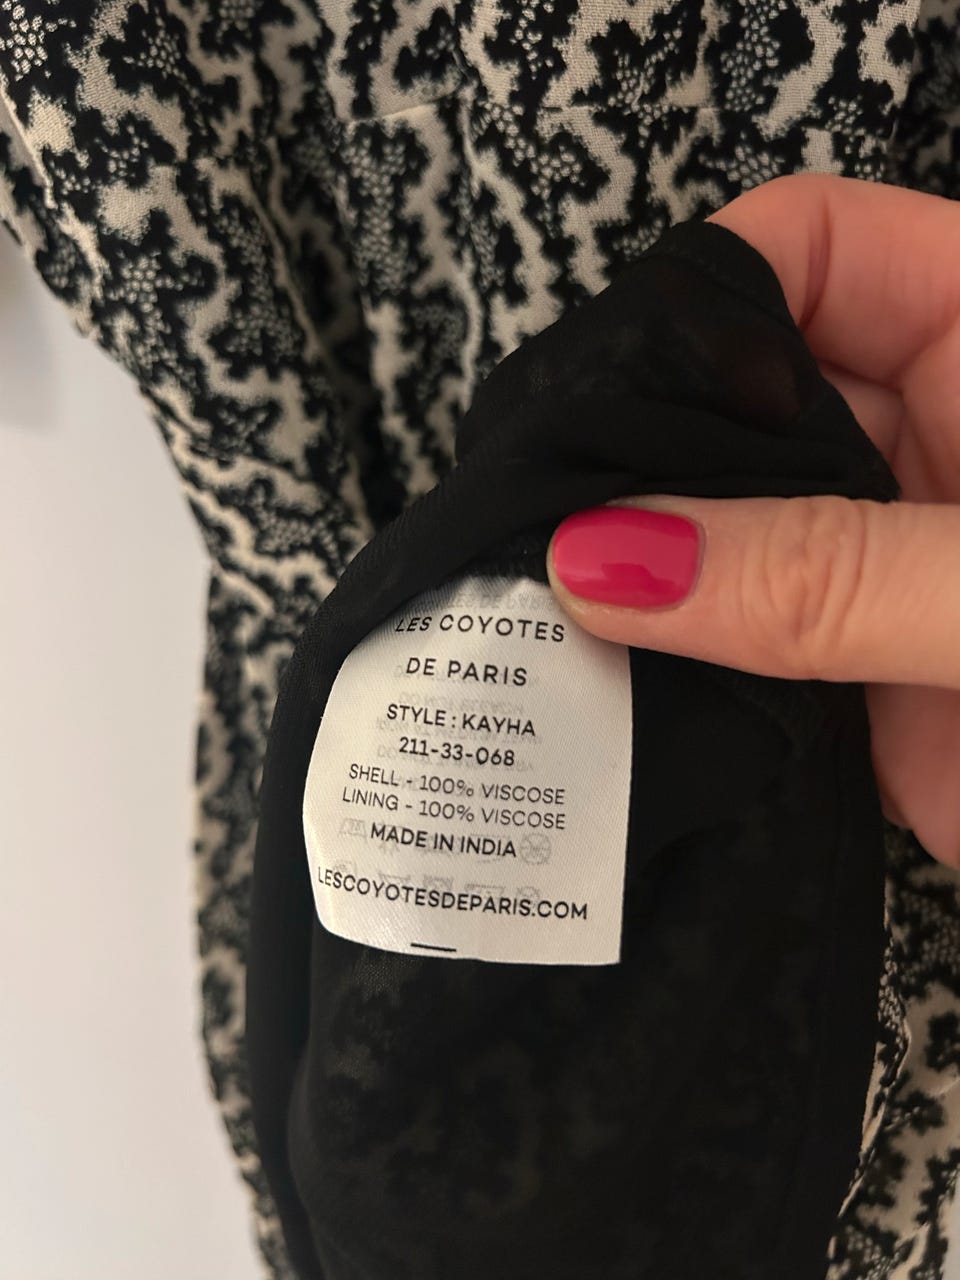 LES COYOTES
DE PARIS
STYLE : KAYHA
211-33-068
SHELL - 100% VISCOSE
LINING - 100% VISCOSE
MADE IN INDIA
LESCOYOTESDEPARIS.COM